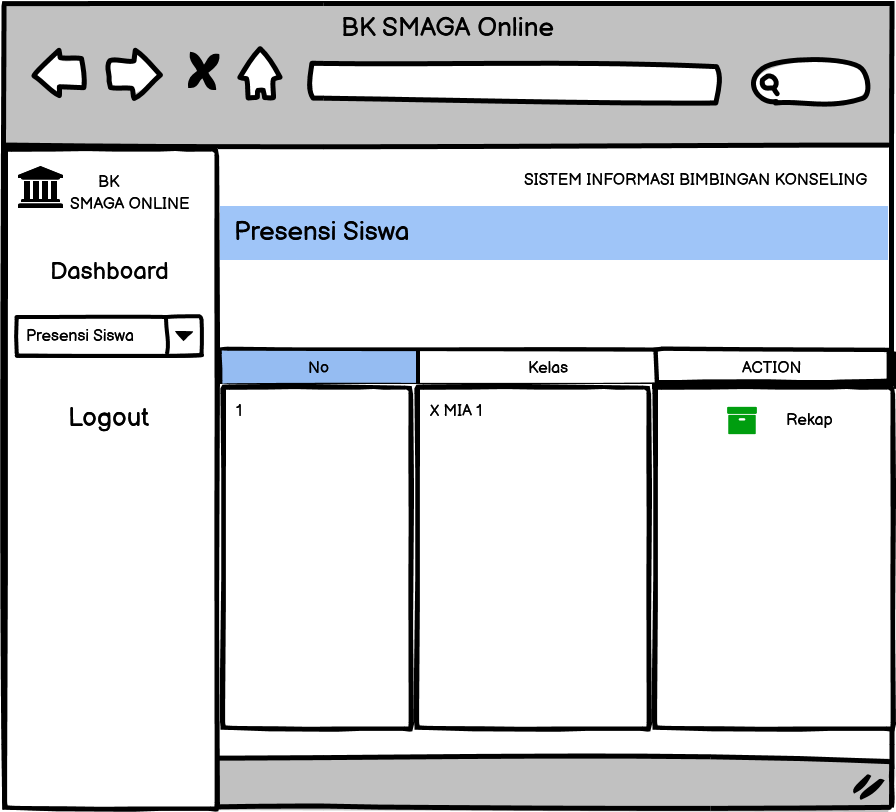 BK SMAGA Online
BK
SMAGA ONLINE
SISTEM INFORMASI BIMBINGAN KONSELING
Presensi Siswa
Dashboard
Presensi Siswa
Logout
No
Kelas
ACTION
1
X MIA 1
Rekap